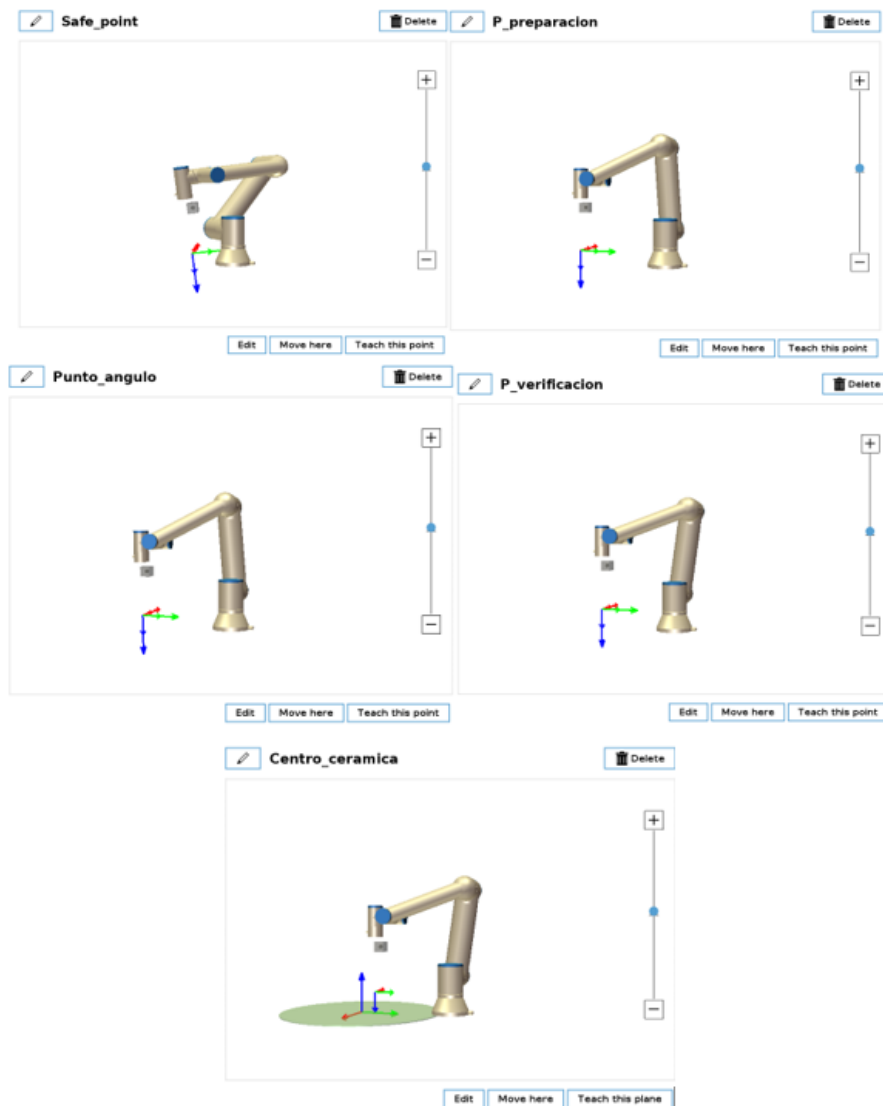 Safe_point Delete
P_preparacion Delete
+
+
−
−
Edit Move here Teach this point
Edit Move here Teach this point
Punto_angulo Delete
P_verificacion Delete
+
+
−
−
Edit Move here Teach this point
Edit Move here Teach this point
Centro_ceramica Delete
+
−
Edit Move here Teach this plane